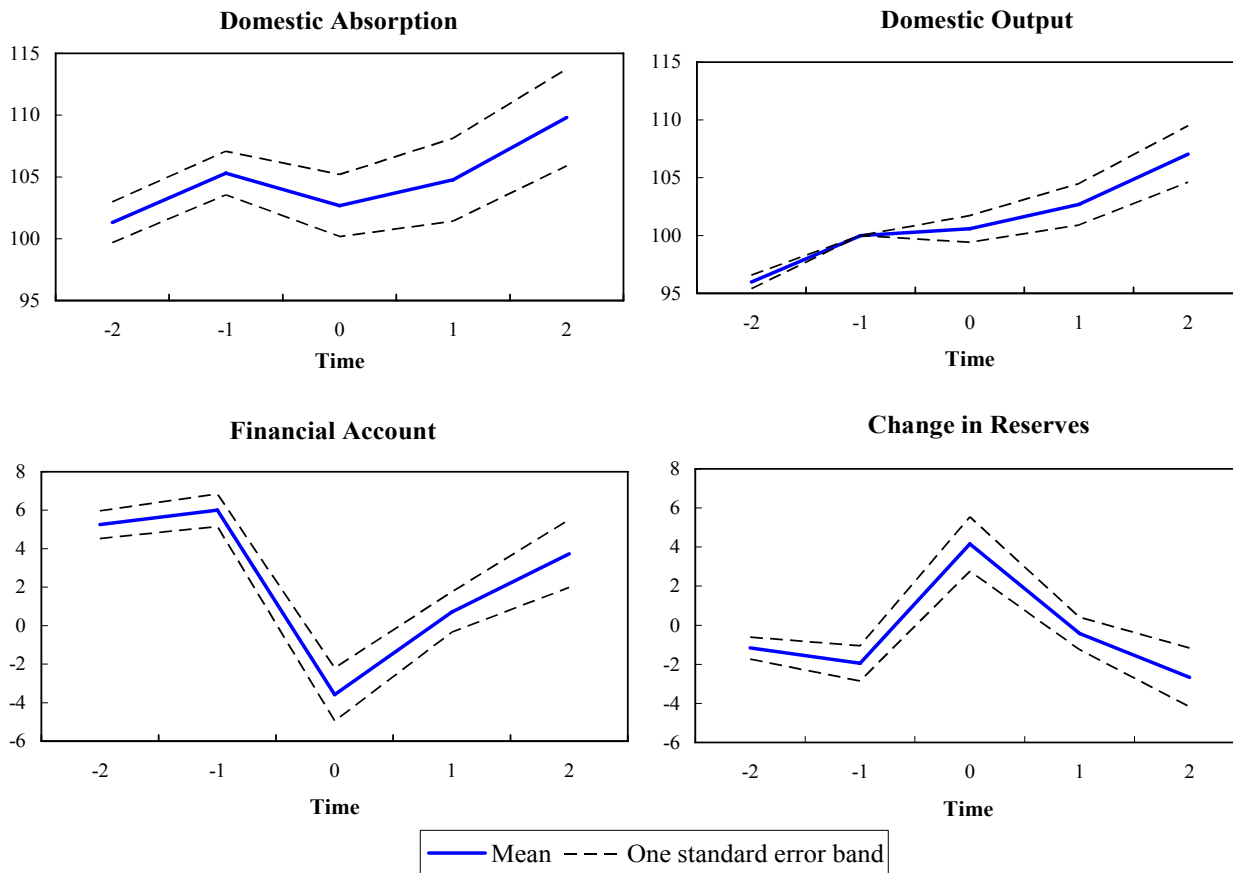 Domestic Absorption
115
110
105
100
95
-2 -1 0 1 2
Time
Domestic Output
115
110
105
100
95
-2 -1 0 1 2
Time
Financial Account
8
6
4
2
0
-2
-4
-6
-2 -1 0 1 2
Time
Change in Reserves
8
6
4
2
0
-2
-4
-6
-2 -1 0 1 2
Time
Mean One standard error band